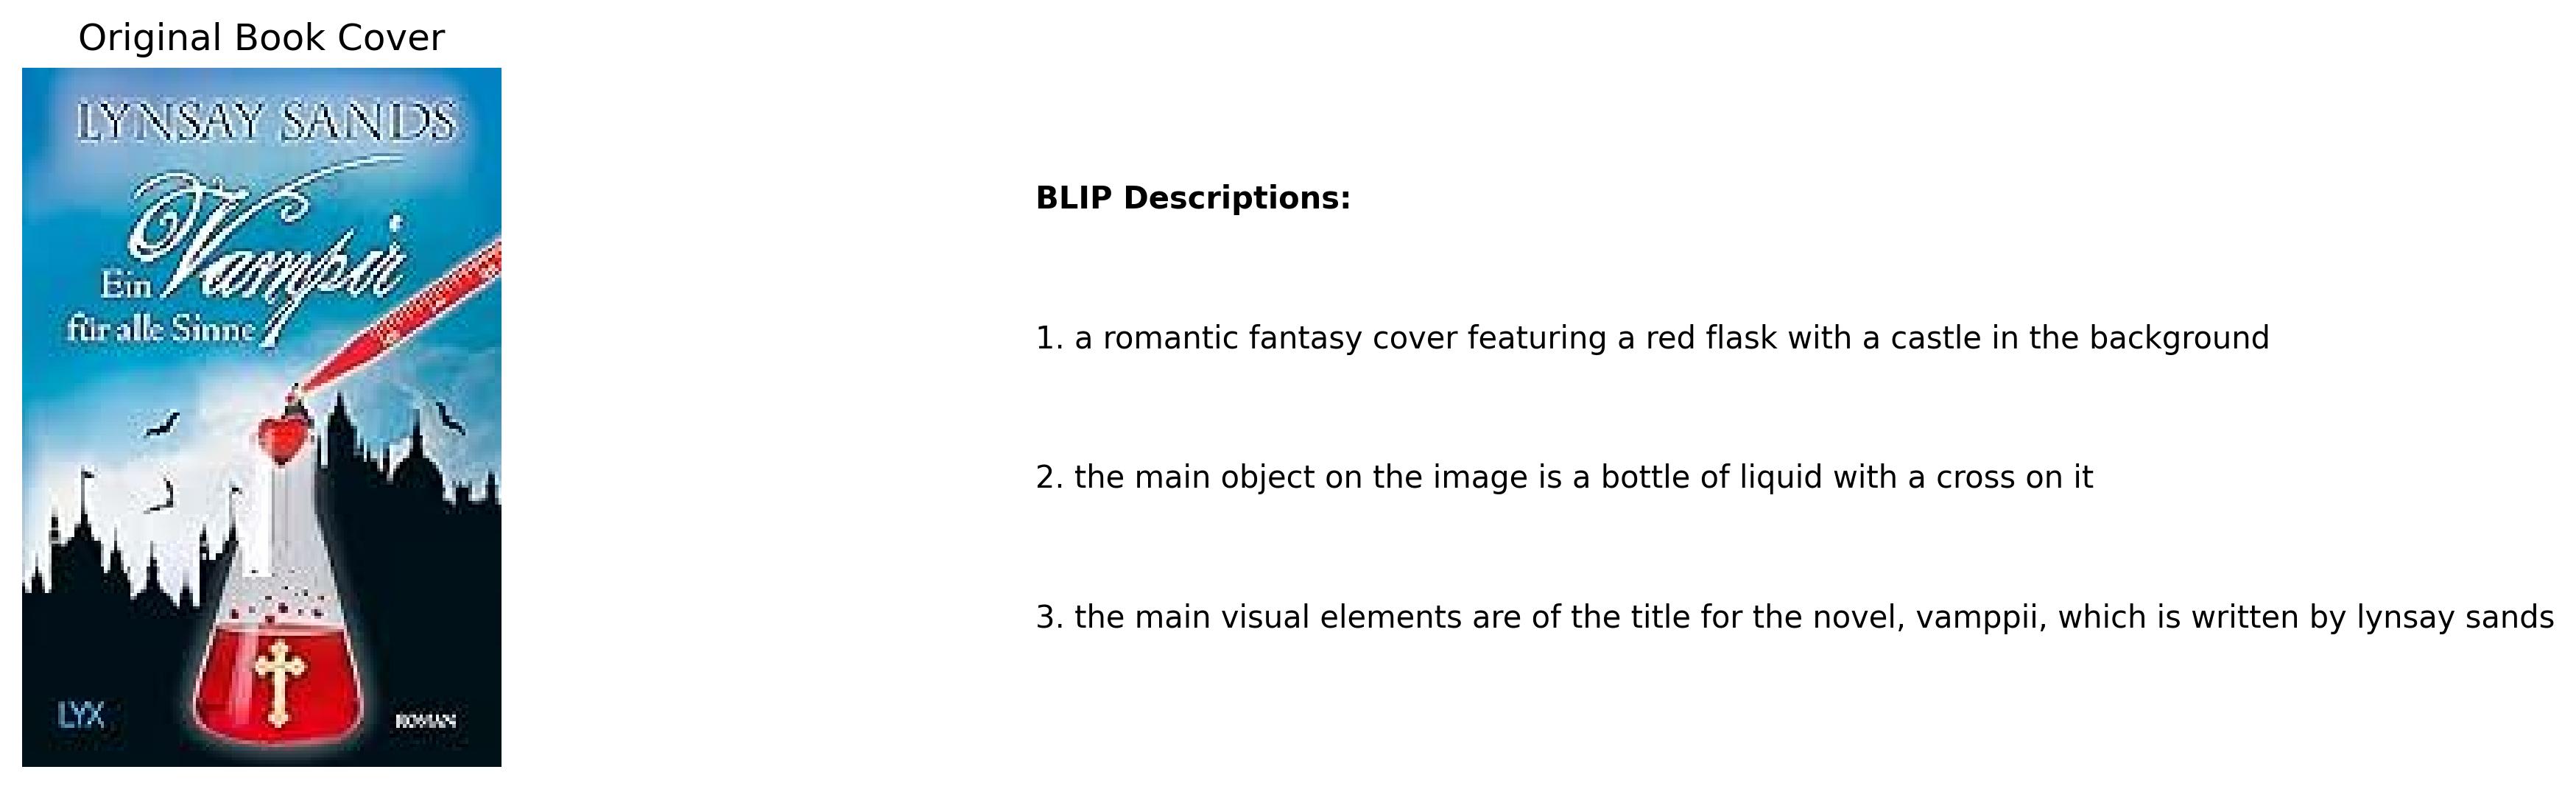 Original Book Cover
LYNSAY SANDS
Ein Vampir
für alle Sinne
LYX
ROMAN
BLIP Descriptions:
1. a romantic fantasy cover featuring a red flask with a castle in the background
2. the main object on the image is a bottle of liquid with a cross on it
3. the main visual elements are of the title for the novel, vamppii, which is written by lynsay sands